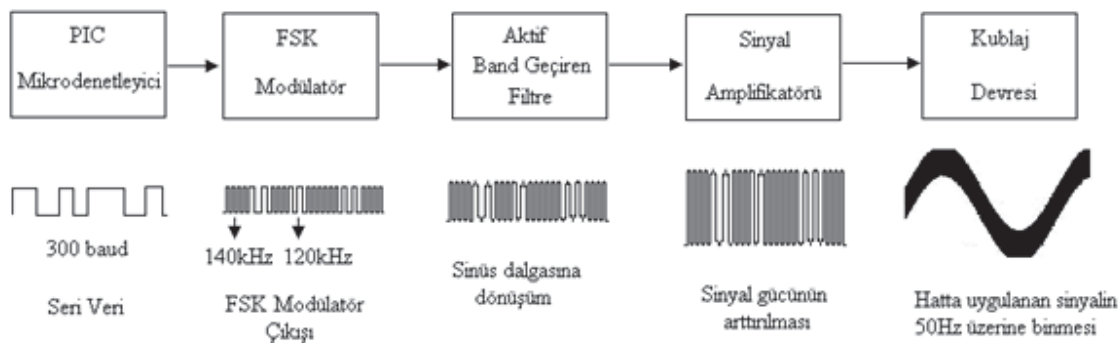 PIC
Mikrodenetleyici
FSK
Modülatör
Aktif
Band Geçiren
Filtre
Sinyal
Amplifikatörü
Kublaj
Devresi
300 baud
Seri Veri
140kHz 120kHz
FSK Modülatör
Çıkışı
Sinüs dalgasına
dönüşüm
Sinyal gücünün
arttırılması
Hatta uygulanan sinyalin
50Hz üzerine binmesi